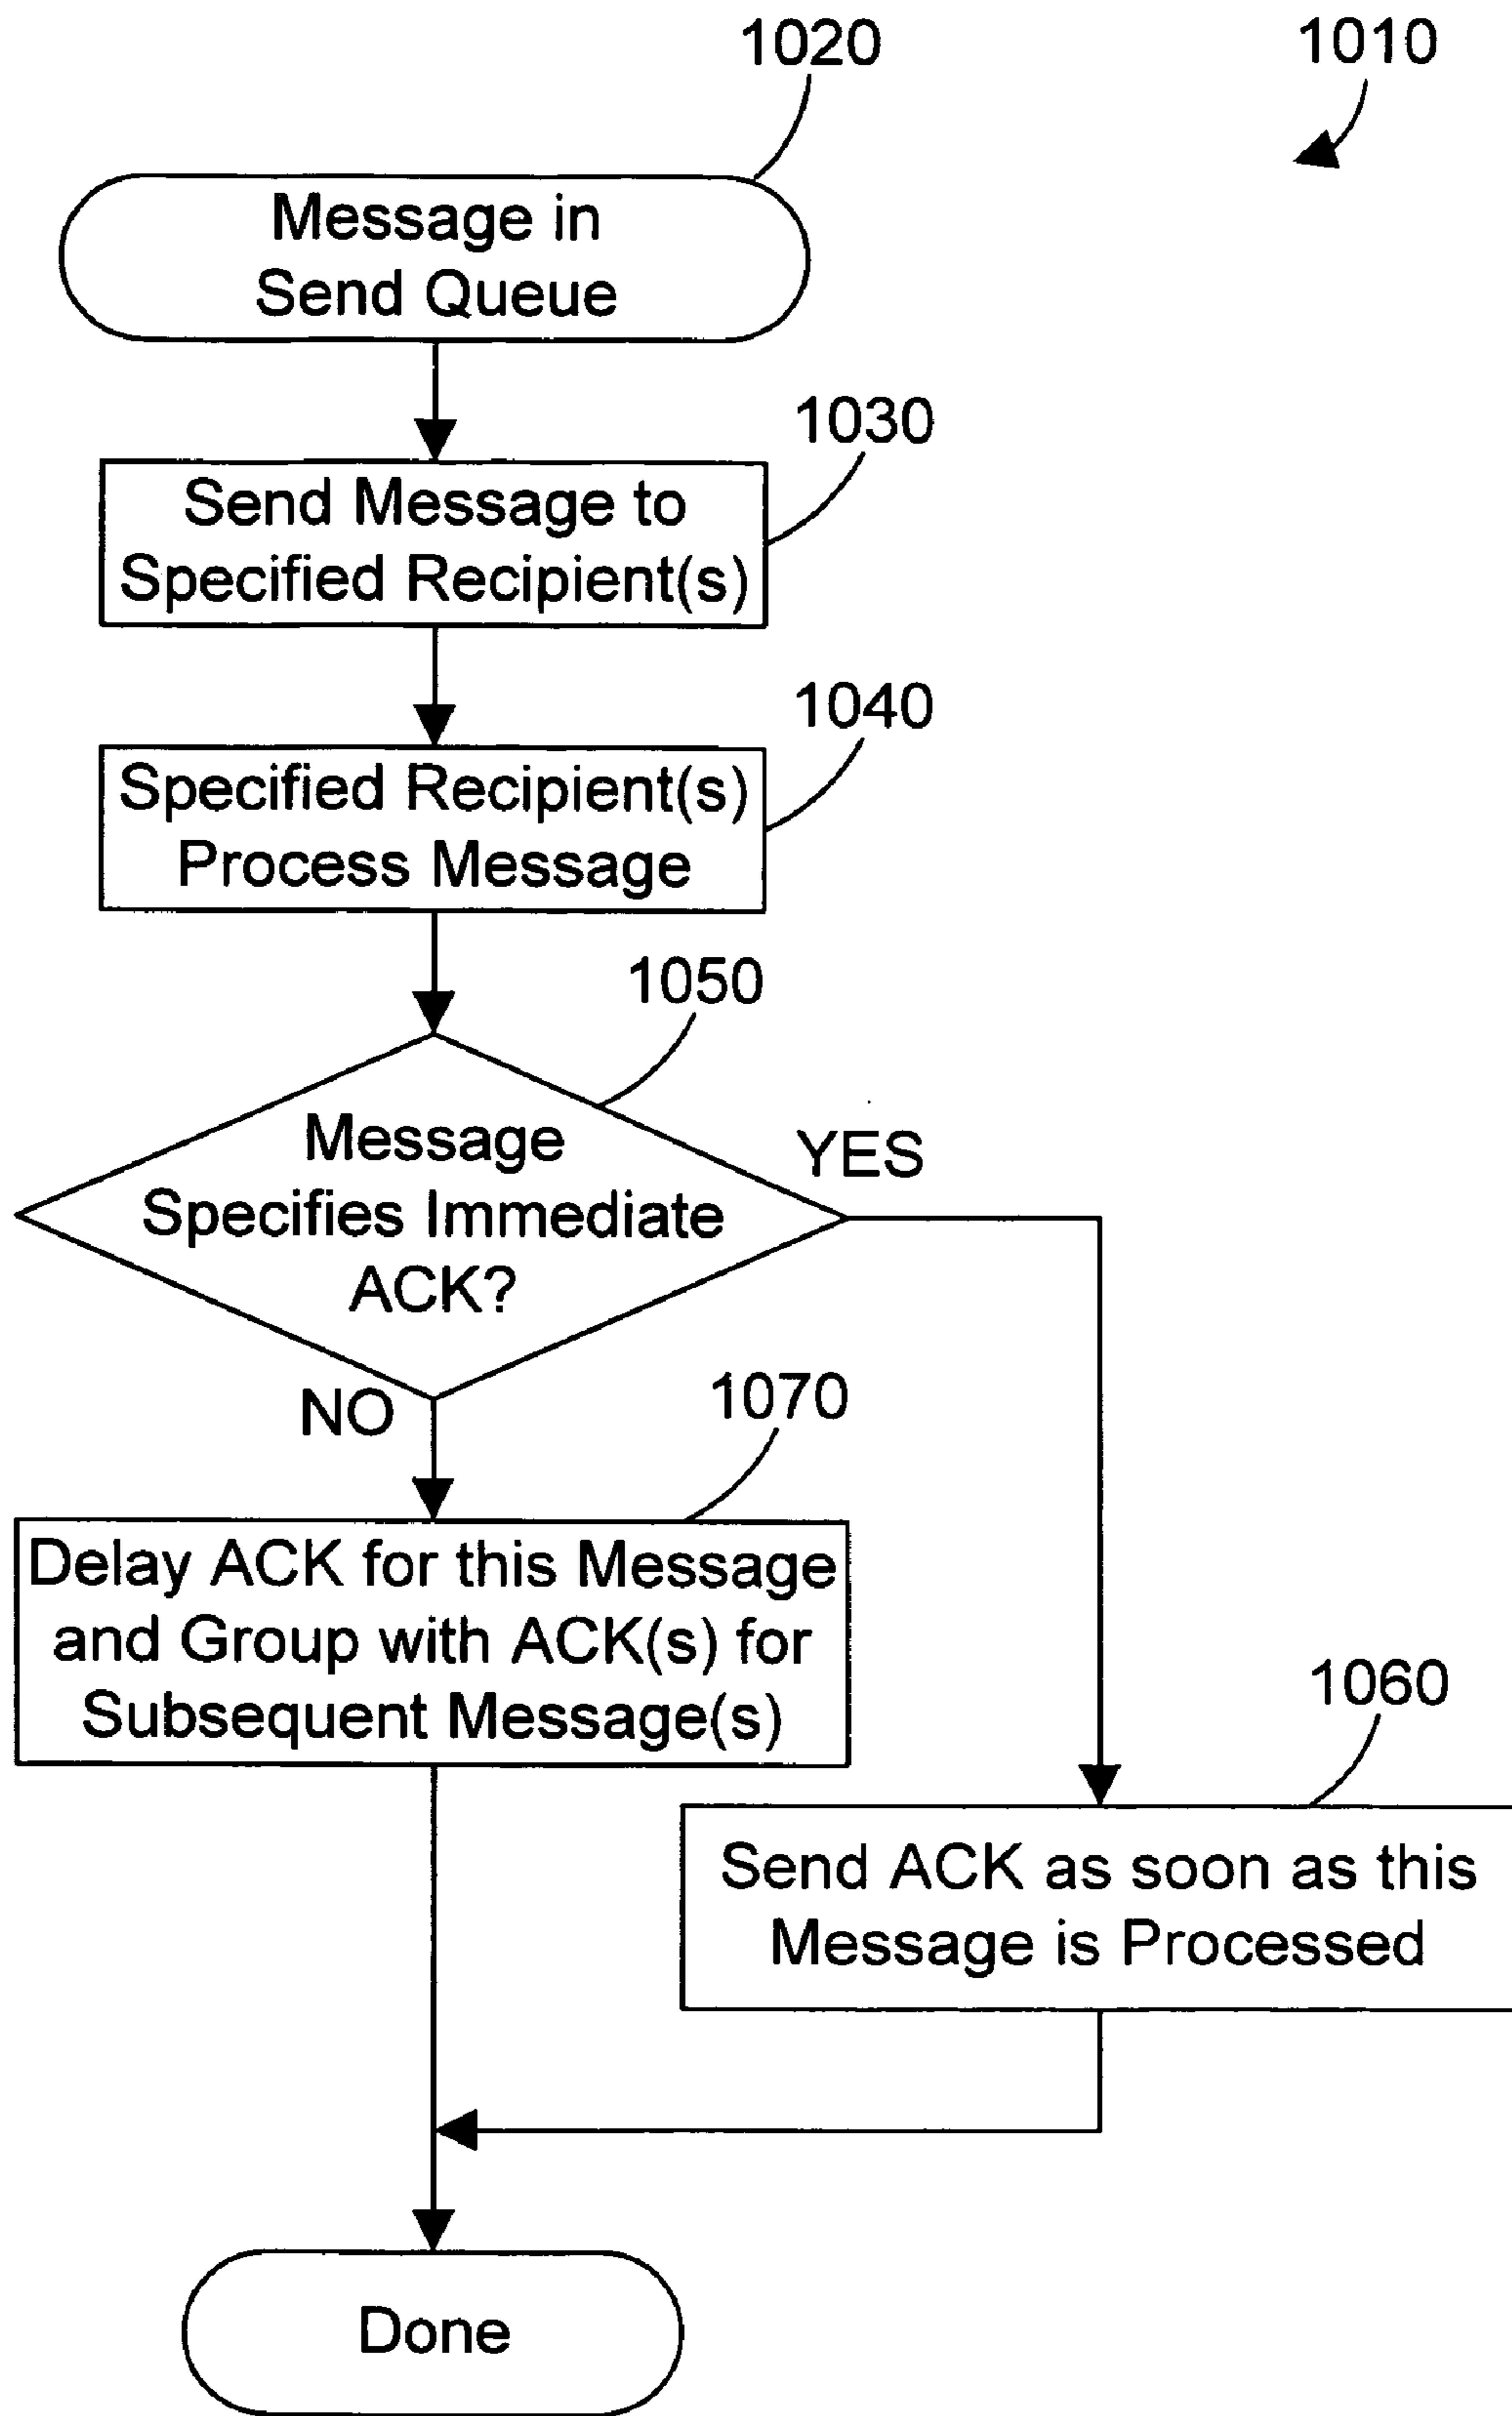 1020
1010
Message in
Send Queue
1030
Send Message to
Specified Recipient(s)
1040
Specified Recipient(s)
Process Message
1050
Message
Specifies Immediate
ACK?
YES
NO
1070
Delay ACK for this Message
and Group with ACK(s) for
Subsequent Message(s)
1060
Send ACK as soon as this
Message is Processed
Done